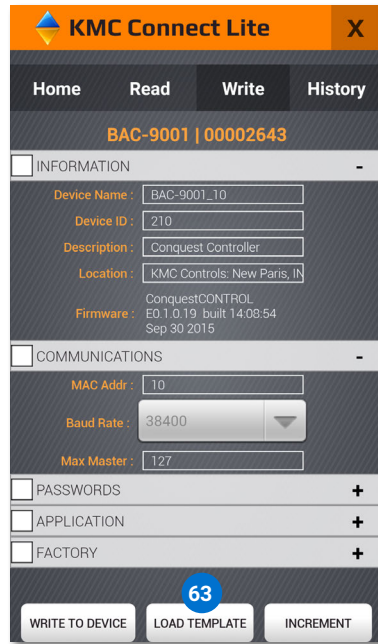 KMC Connect Lite X
Home Read Write History
BAC-9001 | 00002643
INFORMATION -
Device Name : BAC-9001_10
Device ID : 210
Description : Conquest Controller
Location : KMC Controls: New Paris, IN
Firmware : ConquestCONTROL
E0.1.0.19 built 14:08:54
Sep 30 2015
COMMUNICATIONS -
MAC Addr : 10
Baud Rate : 38400
Max Master : 127
PASSWORDS +
APPLICATION +
FACTORY +
63
WRITE TO DEVICE LOAD TEMPLATE INCREMENT